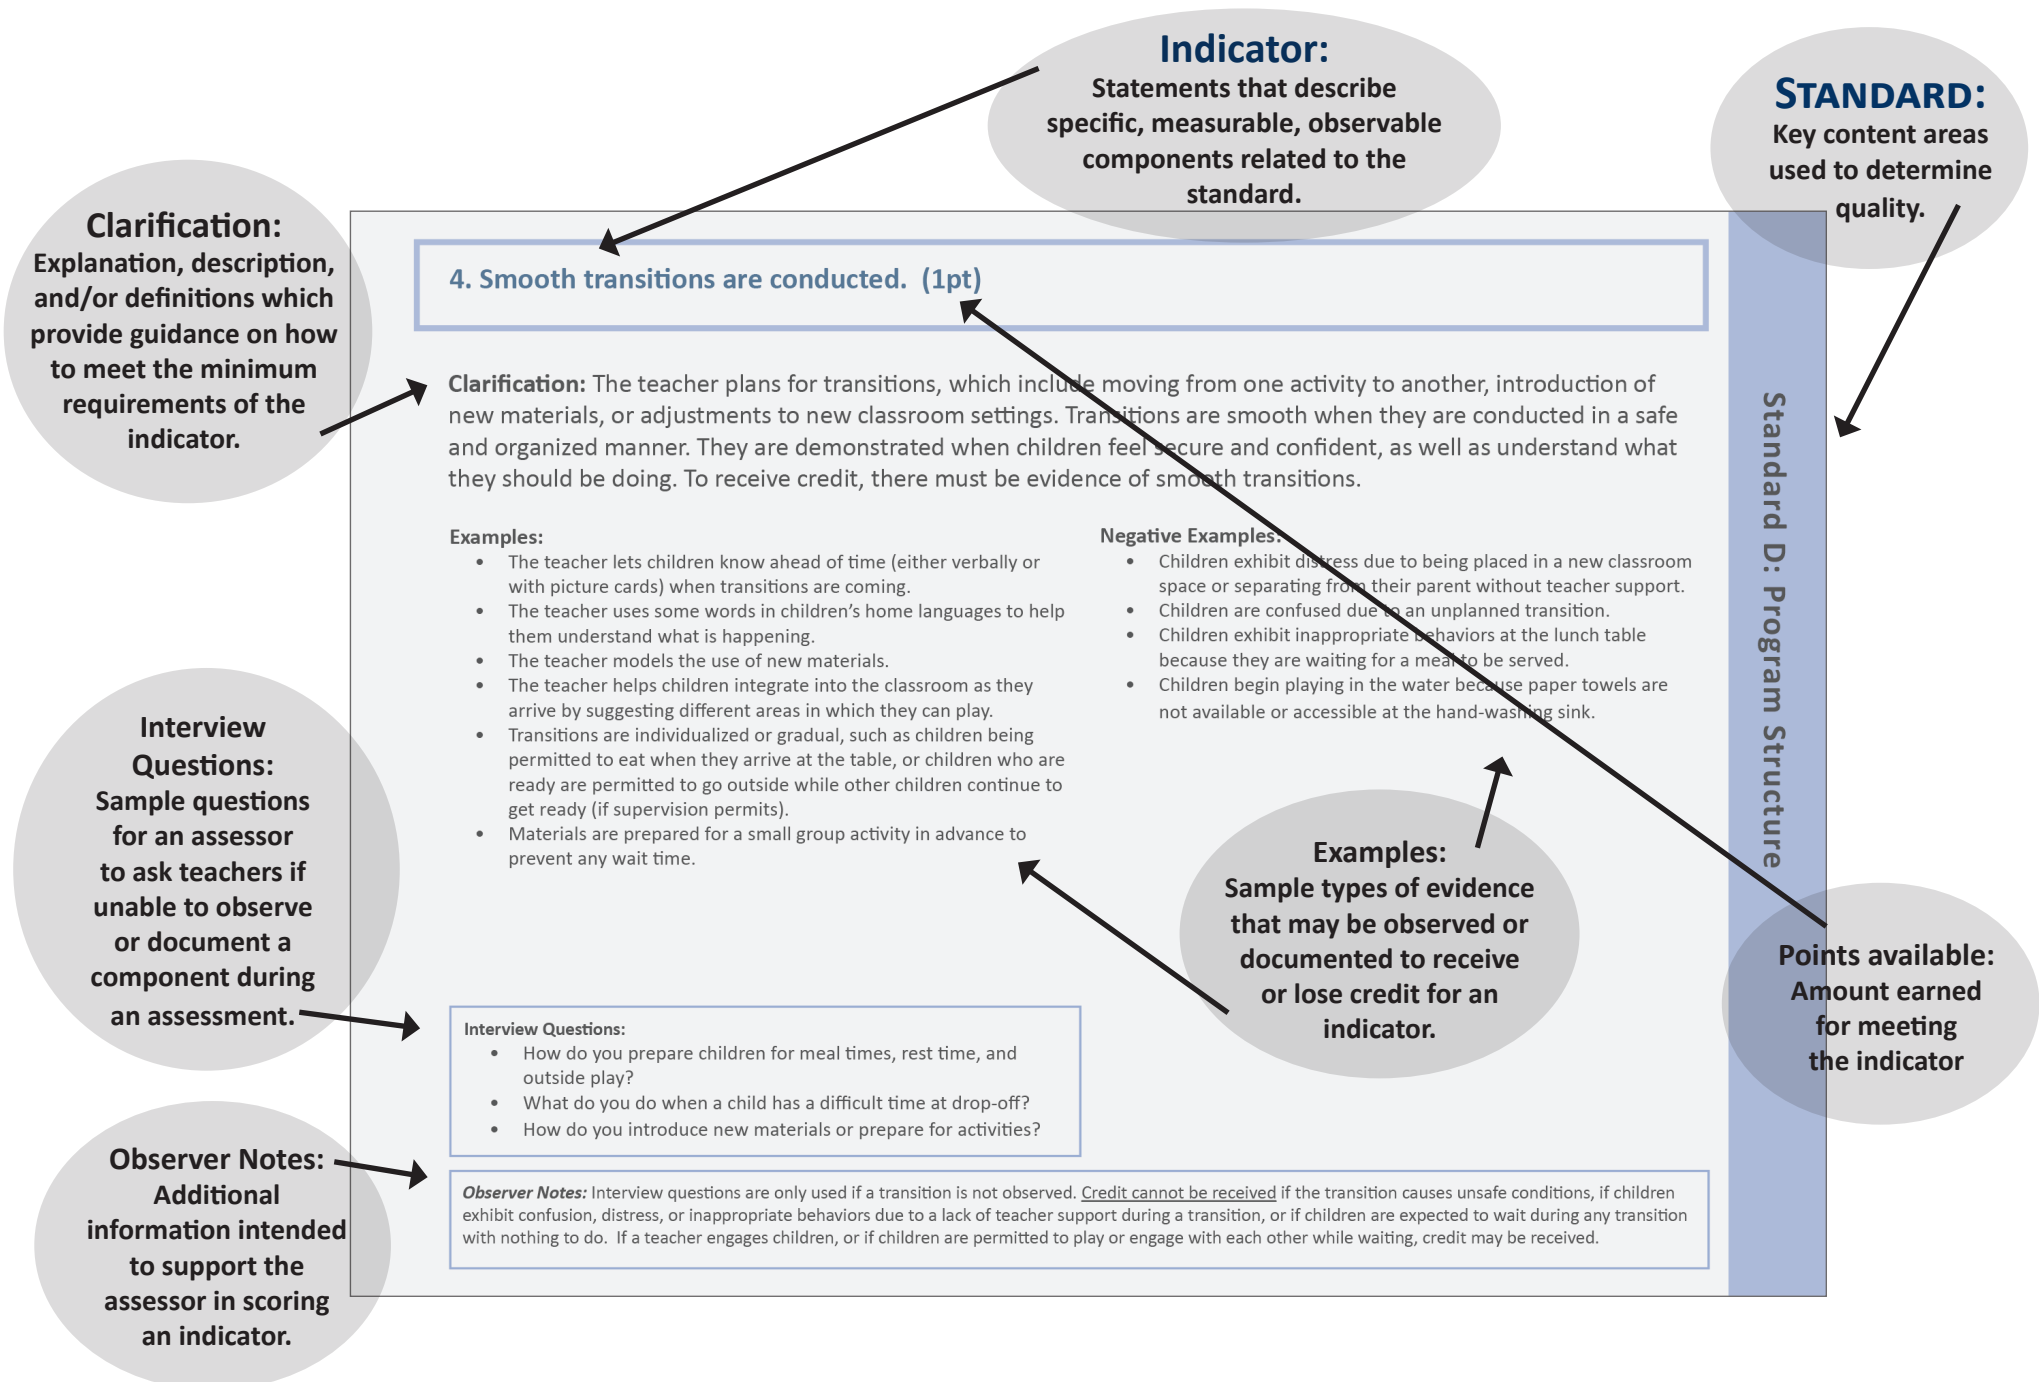 Indicator:
Statements that describe
specific, measurable, observable
components related to the
standard.
STANDARD:
Key content areas
used to determine
quality.
Clarification:
Explanation, description,
and/or definitions which
provide guidance on how
to meet the minimum
requirements of the
indicator.
4. Smooth transitions are conducted.  (1pt)
Clarification: The teacher plans for transitions, which include moving from one activity to another, introduction of
new materials, or adjustments to new classroom settings. Transitions are smooth when they are conducted in a safe
and organized manner. They are demonstrated when children feel secure and confident, as well as understand what
they should be doing. To receive credit, there must be evidence of smooth transitions.
Examples:
• The teacher lets children know ahead of time (either verbally or
with picture cards) when transitions are coming.
• The teacher uses some words in children's home languages to help
them understand what is happening.
• The teacher models the use of new materials.
• The teacher helps children integrate into the classroom as they
arrive by suggesting different areas in which they can play.
• Transitions are individualized or gradual, such as children being
permitted to eat when they arrive at the table, or children who are
ready are permitted to go outside while other children continue to
get ready (if supervision permits).
• Materials are prepared for a small group activity in advance to
prevent any wait time.
Negative Examples:
• Children exhibit distress due to being placed in a new classroom
space or separating from their parent without teacher support.
• Children are confused due to an unplanned transition.
• Children exhibit inappropriate behaviors at the lunch table
because they are waiting for a meal to be served.
• Children begin playing in the water because paper towels are
not available or accessible at the hand-washing sink.
Standard D: Program Structure
Interview
Questions:
Sample questions
for an assessor
to ask teachers if
unable to observe
or document a
component during
an assessment.
Examples:
Sample types of evidence
that may be observed or
documented to receive
or lose credit for an
indicator.
Points available:
Amount earned
for meeting
the indicator
Interview Questions:
• How do you prepare children for meal times, rest time, and
outside play?
• What do you do when a child has a difficult time at drop-off?
• How do you introduce new materials or prepare for activities?
Observer Notes:
Additional
information intended
to support the
assessor in scoring
an indicator.
Observer Notes: Interview questions are only used if a transition is not observed. Credit cannot be received if the transition causes unsafe conditions, if children
exhibit confusion, distress, or inappropriate behaviors due to a lack of teacher support during a transition, or if children are expected to wait during any transition
with nothing to do.  If a teacher engages children, or if children are permitted to play or engage with each other while waiting, credit may be received.